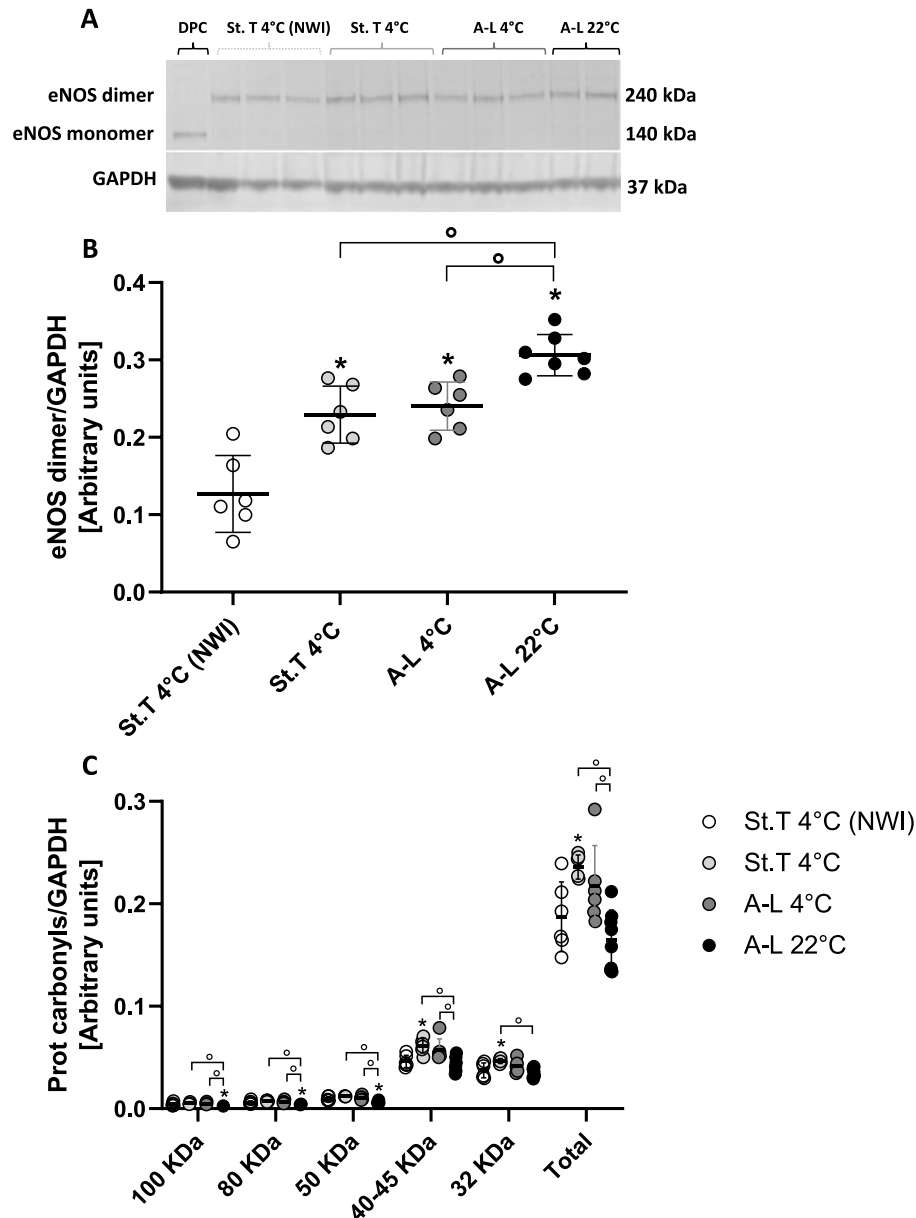 A
DPC St. T 4°C (NWI) St. T 4°C A-L 4°C A-L 22°C
eNOS dimer 240 kDa
eNOS monomer 140 kDa
GAPDH 37 kDa
B
eNOS dimer/GAPDH
[Arbitrary units]
0.4
0.3
0.2
0.1
0.0
* * *
St.T 4°C (NWI)
St.T 4°C
A-L 4°C
A-L 22°C
C
Prot carbonyls/GAPDH
[Arbitrary units]
0.3
0.2
0.1
0.0
* * * * * *
100 KDa
80 KDa
50 KDa
40-45 KDa
32 KDa
Total
St.T 4°C (NWI)
St.T 4°C
A-L 4°C
A-L 22°C